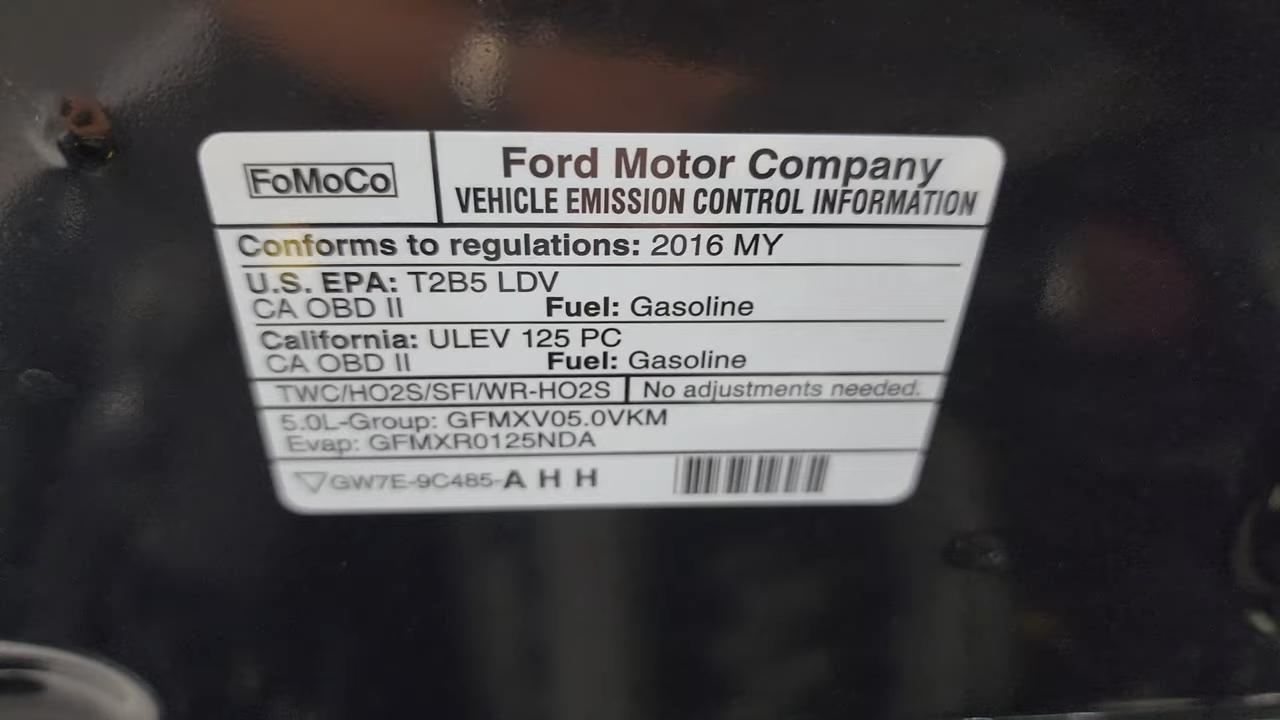 FoMoCo
Ford Motor Company
VEHICLE EMISSION CONTROL INFORMATION
Conforms to regulations: 2016 MY
U.S. EPA: T2B5 LDV
CA OBD II Fuel: Gasoline
California: ULEV 125 PC
CA OBD II Fuel: Gasoline
TWC/HO2S/SFI/WR-HO2S No adjustments needed.
5.0L-Group: GFMXV05.0VKM
Evap: GFMXR0125NDA
GW7E-9C485-A H H